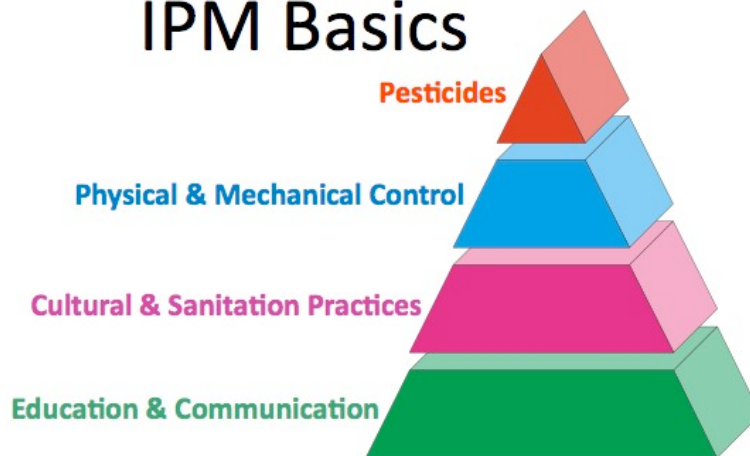 IPM Basics
Pesticides
Physical & Mechanical Control
Cultural & Sanitation Practices
Education & Communication